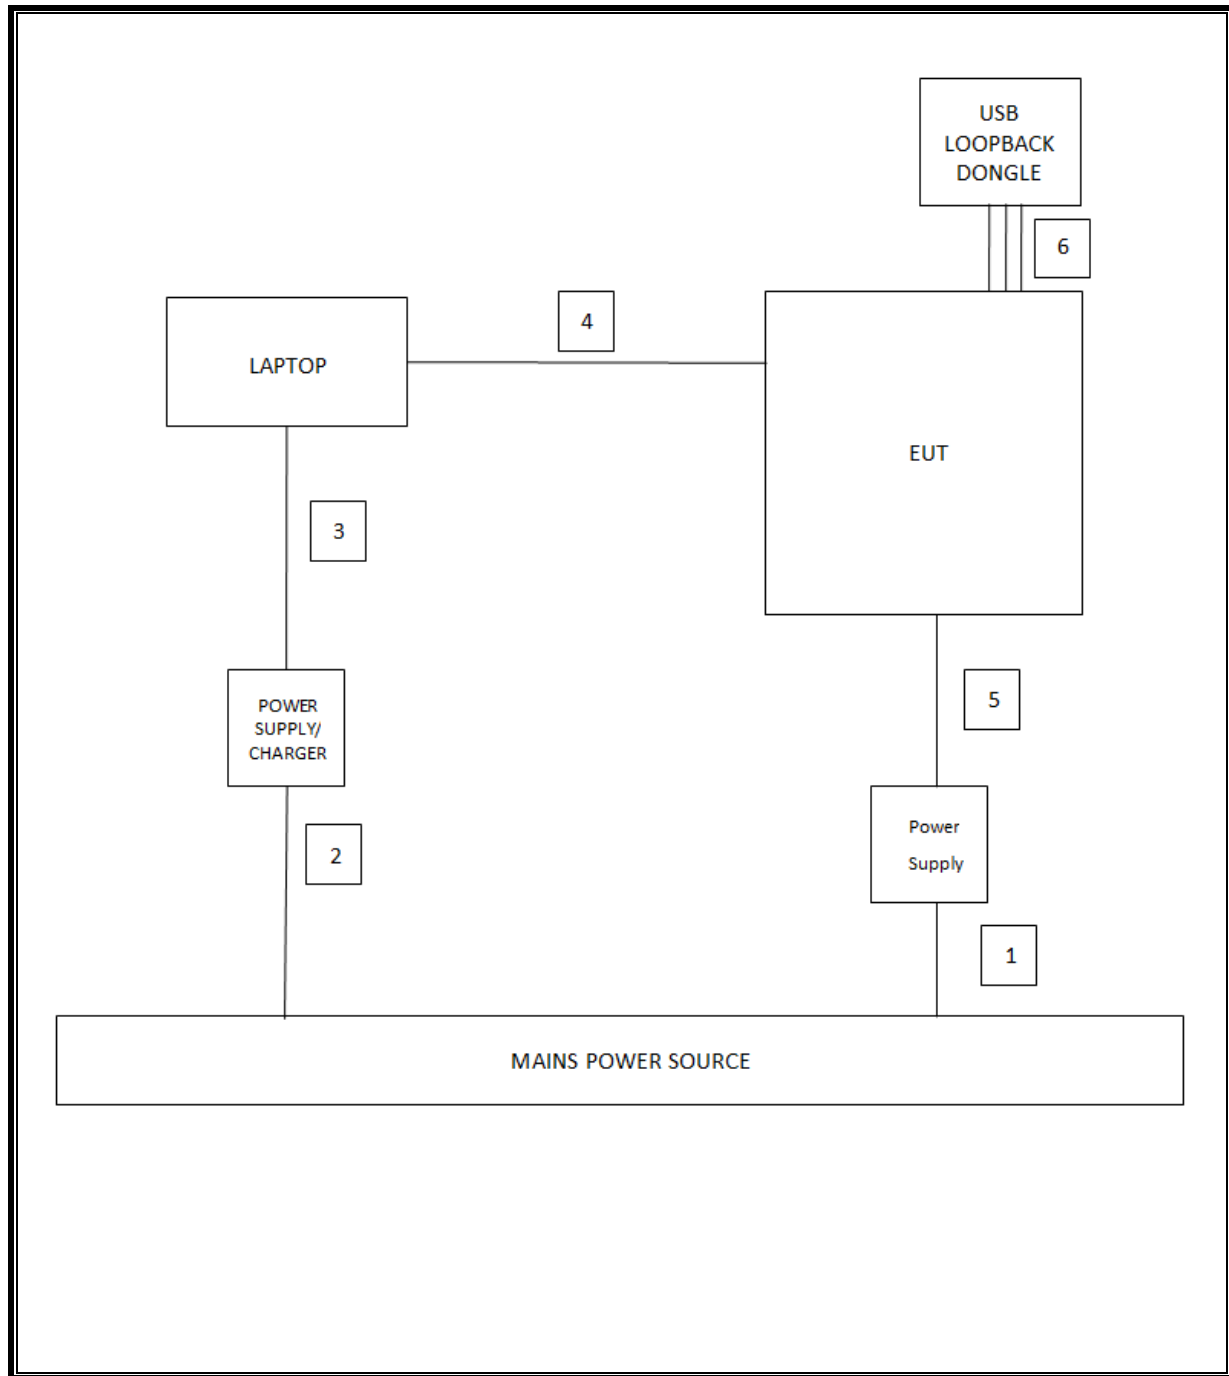 USB
LOOPBACK
DONGLE
6
4
LAPTOP
EUT
3
5
POWER
SUPPLY/
CHARGER
Power
Supply
2
1
MAINS POWER SOURCE